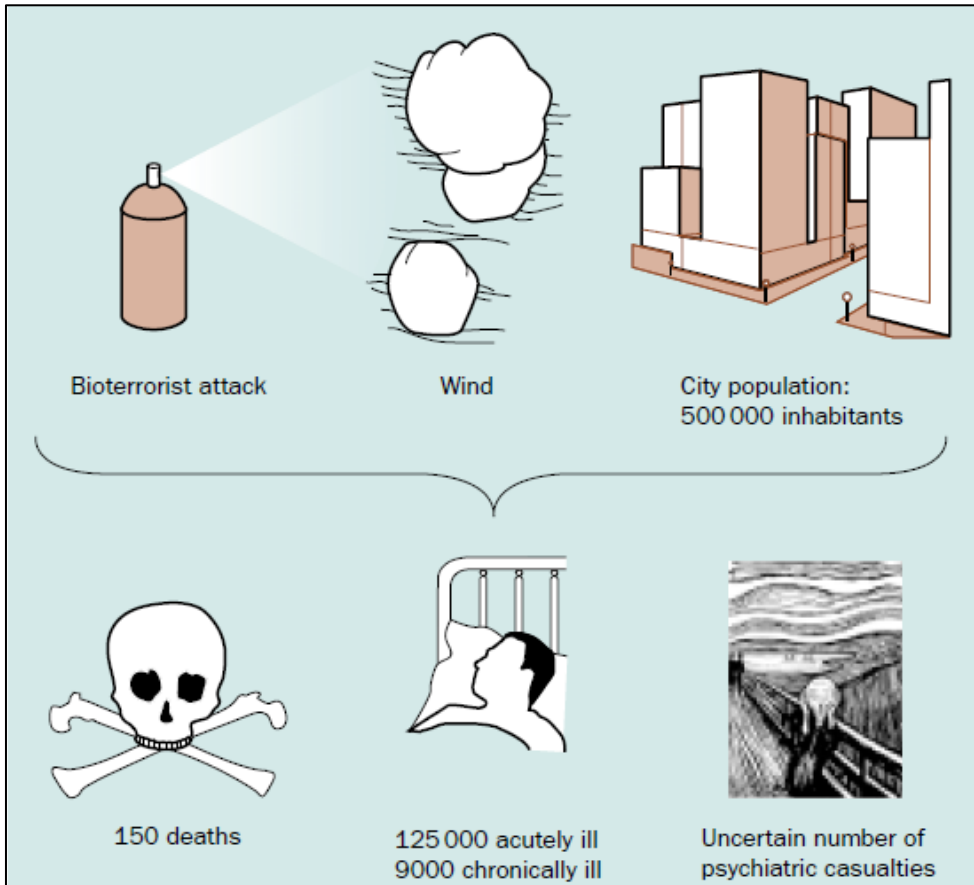 Bioterrorist attack
Wind
City population:
500 000 inhabitants
150 deaths
125 000 acutely ill
9000 chronically ill
Uncertain number of
psychiatric casualties